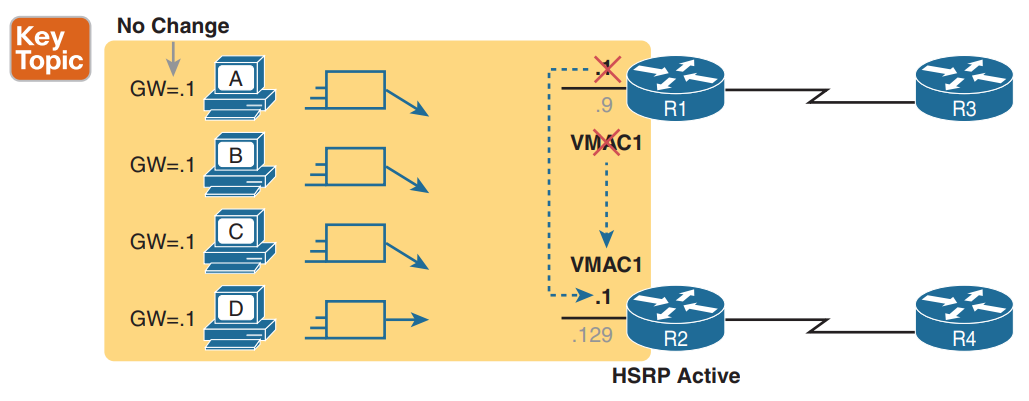 Key
Topic
No Change
GW=.1
A
.1
R1
R3
.9
VMAC1
GW=.1
B
GW=.1
C
VMAC1
GW=.1
D
.1
R2
R4
.129
HSRP Active